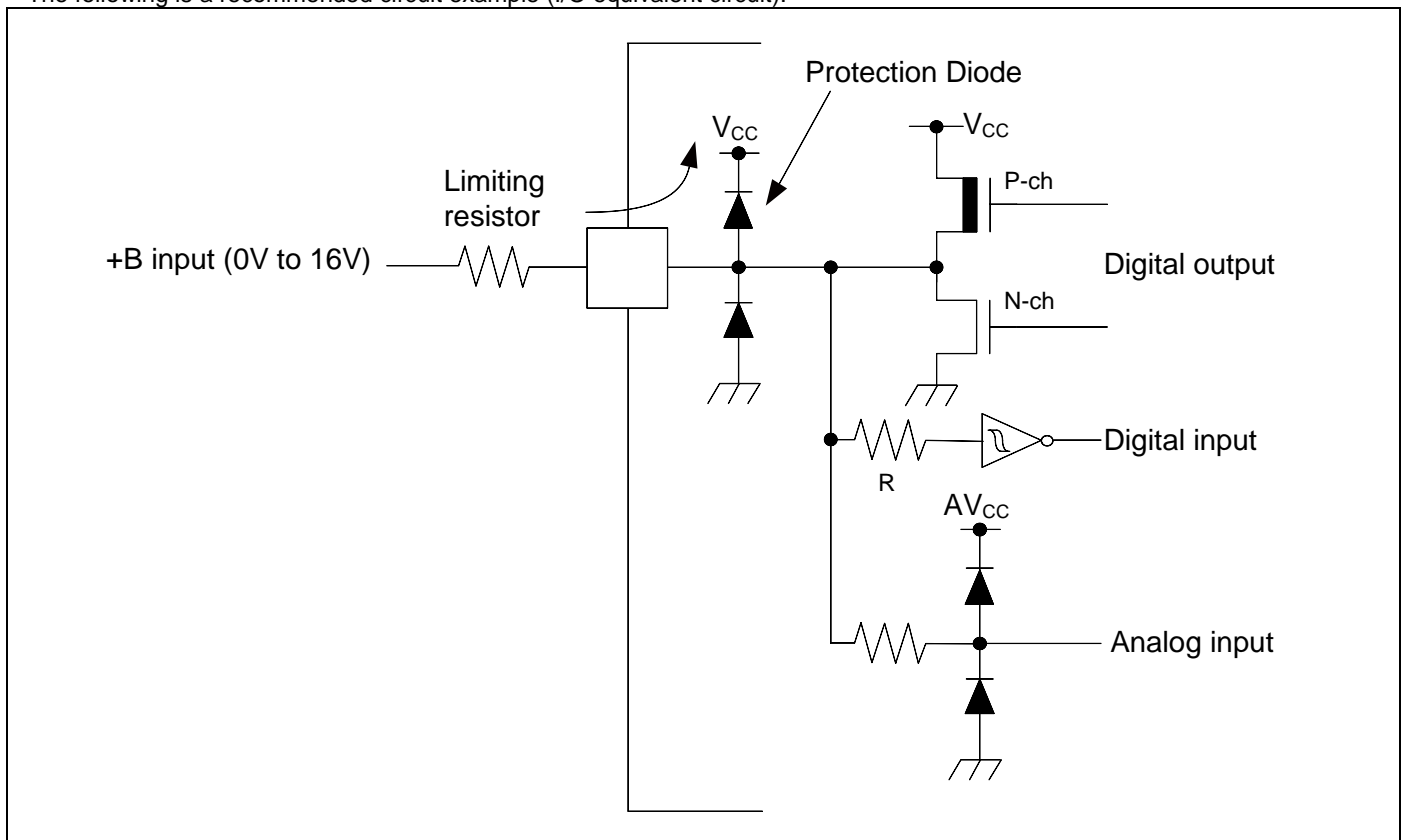 The following is a recommended circuit example (I/O equivalent circuit).
Protection Diode
VCC
VCC
P-ch
Limiting
resistor
+B input (0V to 16V)
Digital output
N-ch
Digital input
R
AVCC
Analog input